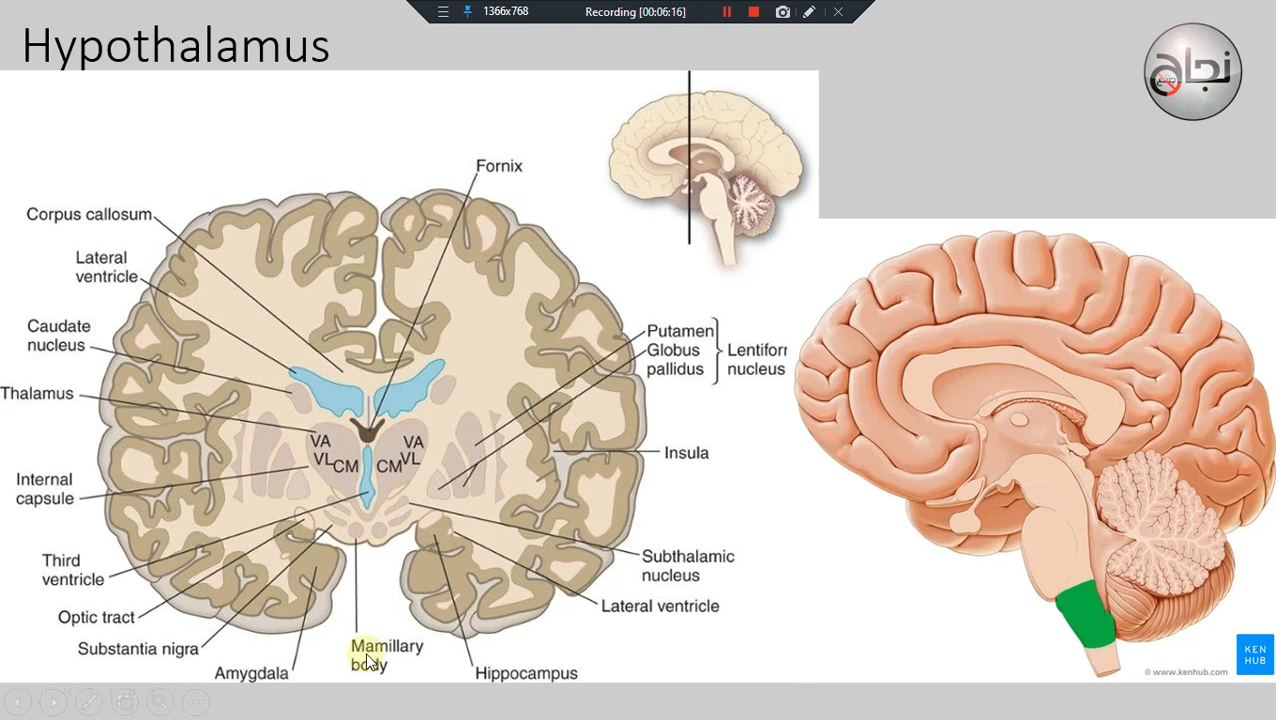 1366x768
Recording [00:06:16]
Hypothalamus
نجاح
Fornix
Corpus callosum
Lateral
ventricle
Caudate
nucleus
Thalamus
Internal
capsule
Third
ventricle
Optic tract
Substantia nigra
Amygdala
Mamillary
body
Hippocampus
Lateral ventricle
Subthalamic
nucleus
Insula
Putamen
Globus
pallidus
Lentiforr
nucleus
VA
VL
CM
VA
VL
CM
© www.kenhub.com
KEN
HUB